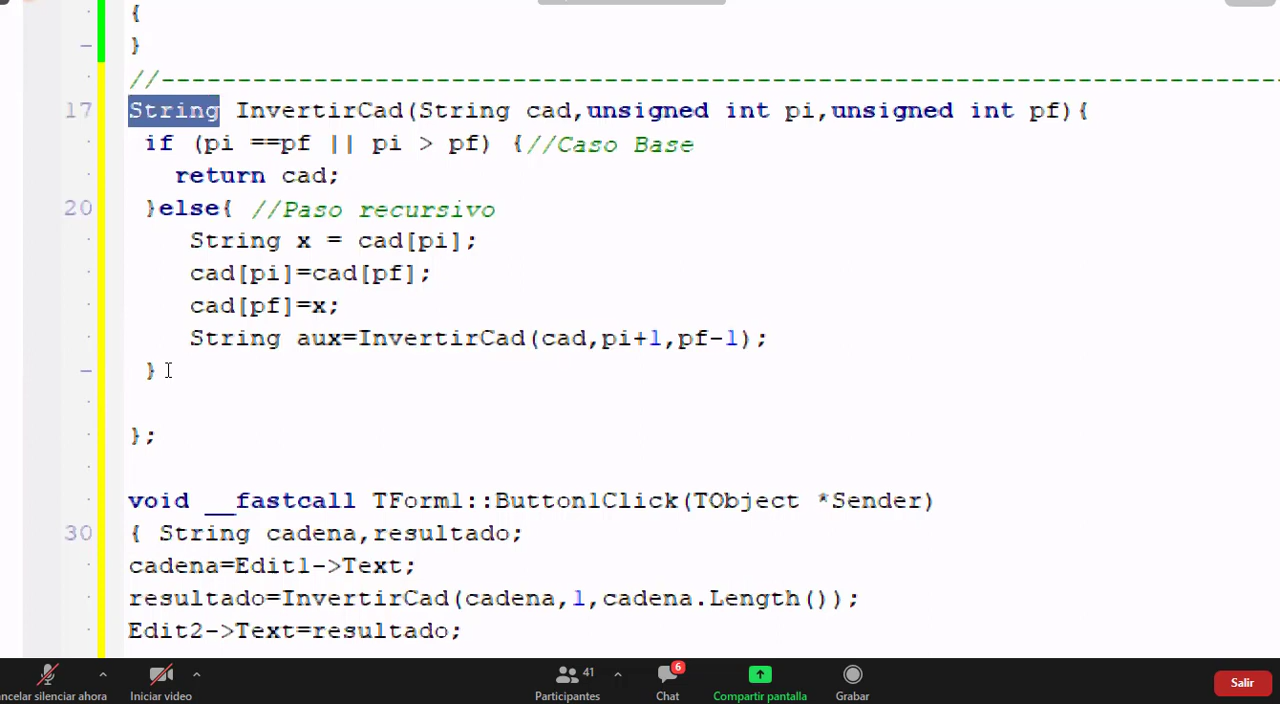 {
}
//--------------------------------------------------------------------------
17 String InvertirCad(String cad,unsigned int pi,unsigned int pf){
if (pi ==pf || pi > pf) {//Caso Base
return cad;
20 }else{ //Paso recursivo
String x = cad[pi];
cad[pi]=cad[pf];
cad[pf]=x;
String aux=InvertirCad(cad,pi+1,pf-1);
}
};
void __fastcall TForm1::Button1Click(TObject *Sender)
30 { String cadena,resultado;
cadena=Edit1->Text;
resultado=InvertirCad(cadena,1,cadena.Length());
Edit2->Text=resultado;
ncelar silenciar ahora Iniciar video Participantes 41 Chat 6 Compartir pantalla Grabar Salir